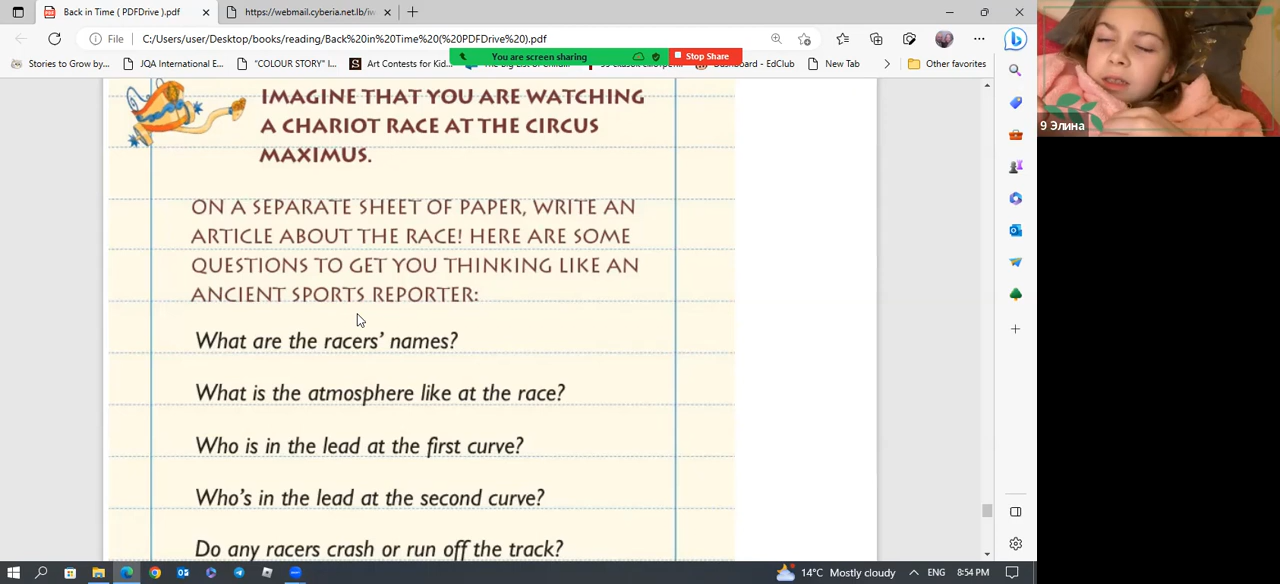 Back in Time ( PDFDrive ).pdf
https://webmail.cyberia.net.lb/iw
File
C:/Users/user/Desktop/books/reading/Back%20in%20Time%20(%20PDFDrive%20).pdf
You are screen sharing
Stop Share
Stories to Grow by...
JQA International E...
"COLOUR STORY" I...
Art Contests for Kid...
Dashboard - EdClub
New Tab
Other favorites
9 Элина
IMAGINE THAT YOU ARE WATCHING
A CHARIOT RACE AT THE CIRCUS
MAXIMUS.
ON A SEPARATE SHEET OF PAPER, WRITE AN
ARTICLE ABOUT THE RACE! HERE ARE SOME
QUESTIONS TO GET YOU THINKING LIKE AN
ANCIENT SPORTS REPORTER:
What are the racers' names?
What is the atmosphere like at the race?
Who is in the lead at the first curve?
Who's in the lead at the second curve?
Do any racers crash or run off the track?
14°C Mostly cloudy
ENG
8:54 PM